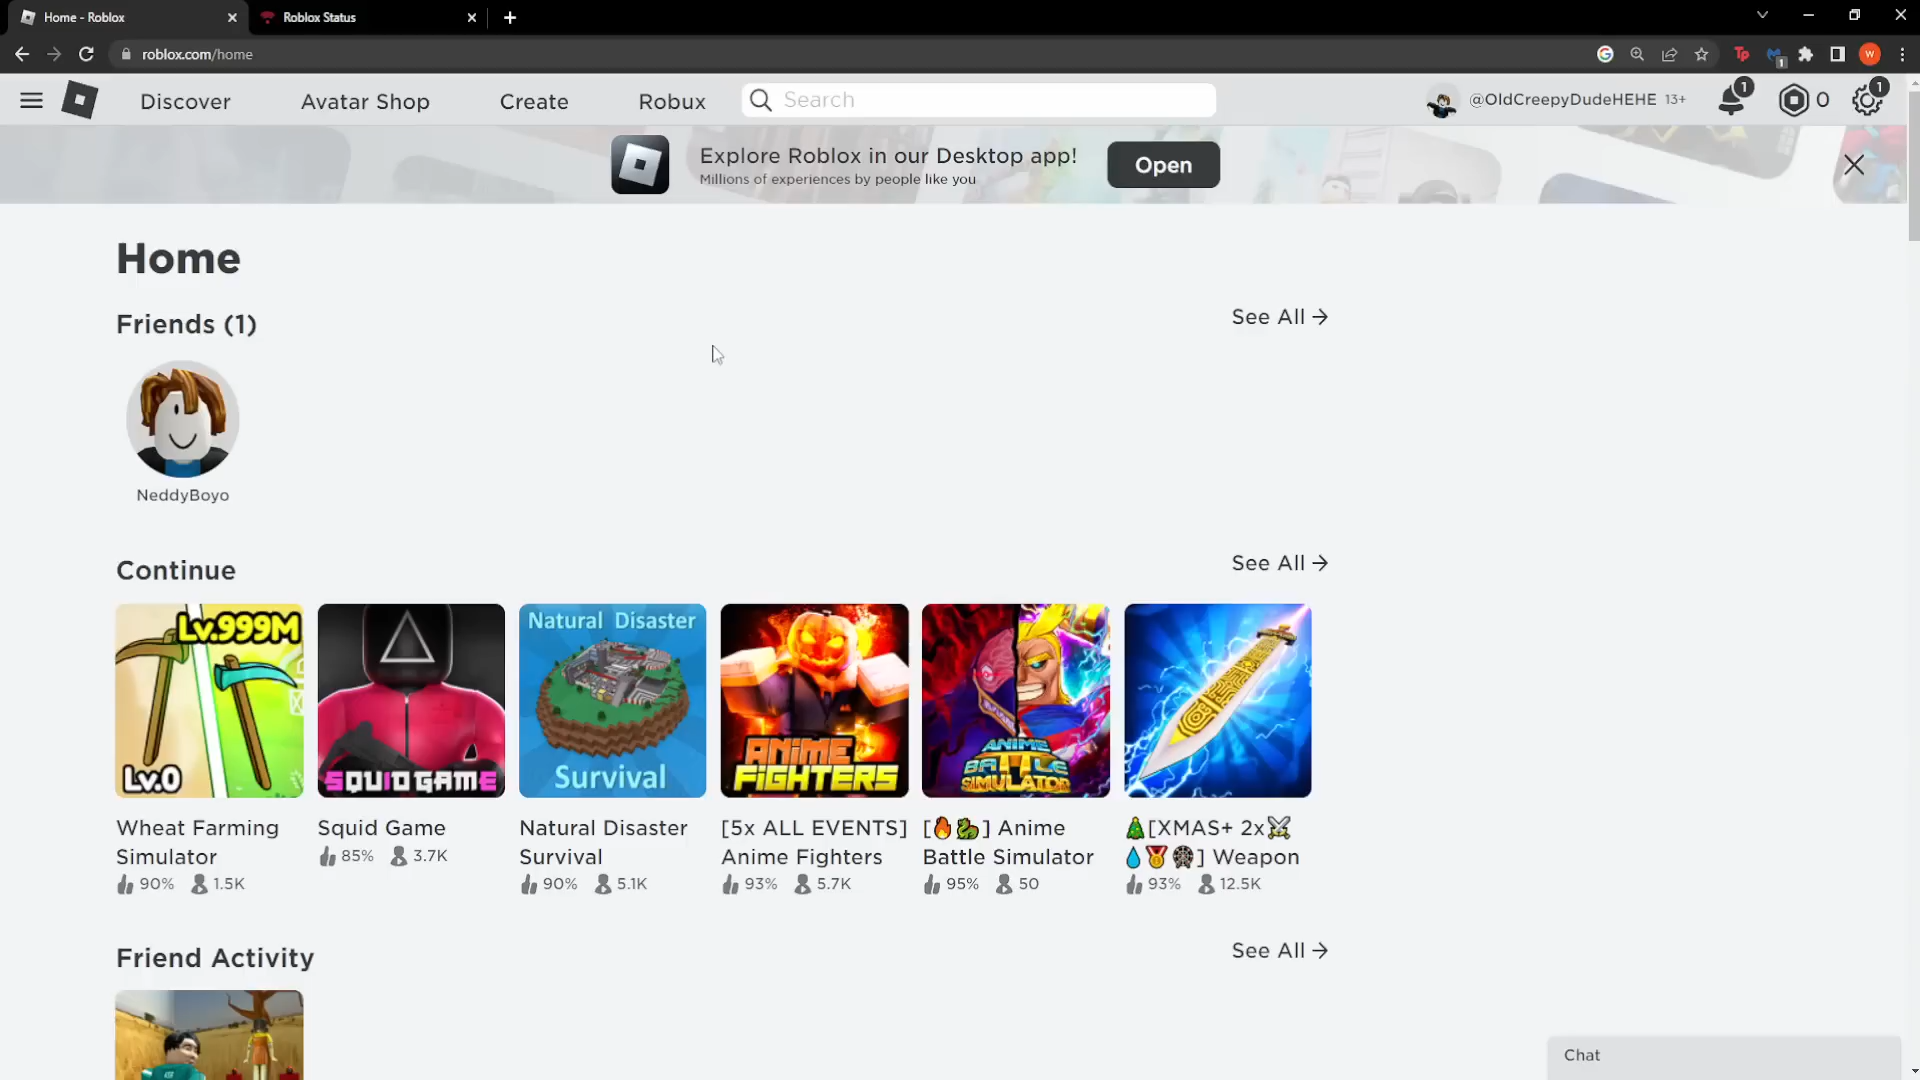 Home - Roblox
Roblox Status
roblox.com/home
1
W
Discover
Avatar Shop
Create
Robux
Search
@OldCreepyDudeHEHE 13+
1
0
1
Explore Roblox in our Desktop app!
Millions of experiences by people like you
Open
Home
Friends (1)
See All →
NeddyBoyo
Continue
See All →
Lv.999M
Lv.0
SQUID GAME
Natural Disaster
Survival
ANIME
FIGHTERS
ANIME
BATTLE
SIMULATOR
Wheat Farming
Simulator
90% 1.5K
Squid Game
85% 3.7K
Natural Disaster
Survival
90% 5.1K
[5x ALL EVENTS]
Anime Fighters
93% 5.7K
[🔥🐉] Anime
Battle Simulator
95% 50
🎄[XMAS+ 2x⚔️
💧🥇🏵️] Weapon
93% 12.5K
Friend Activity
See All →
Chat